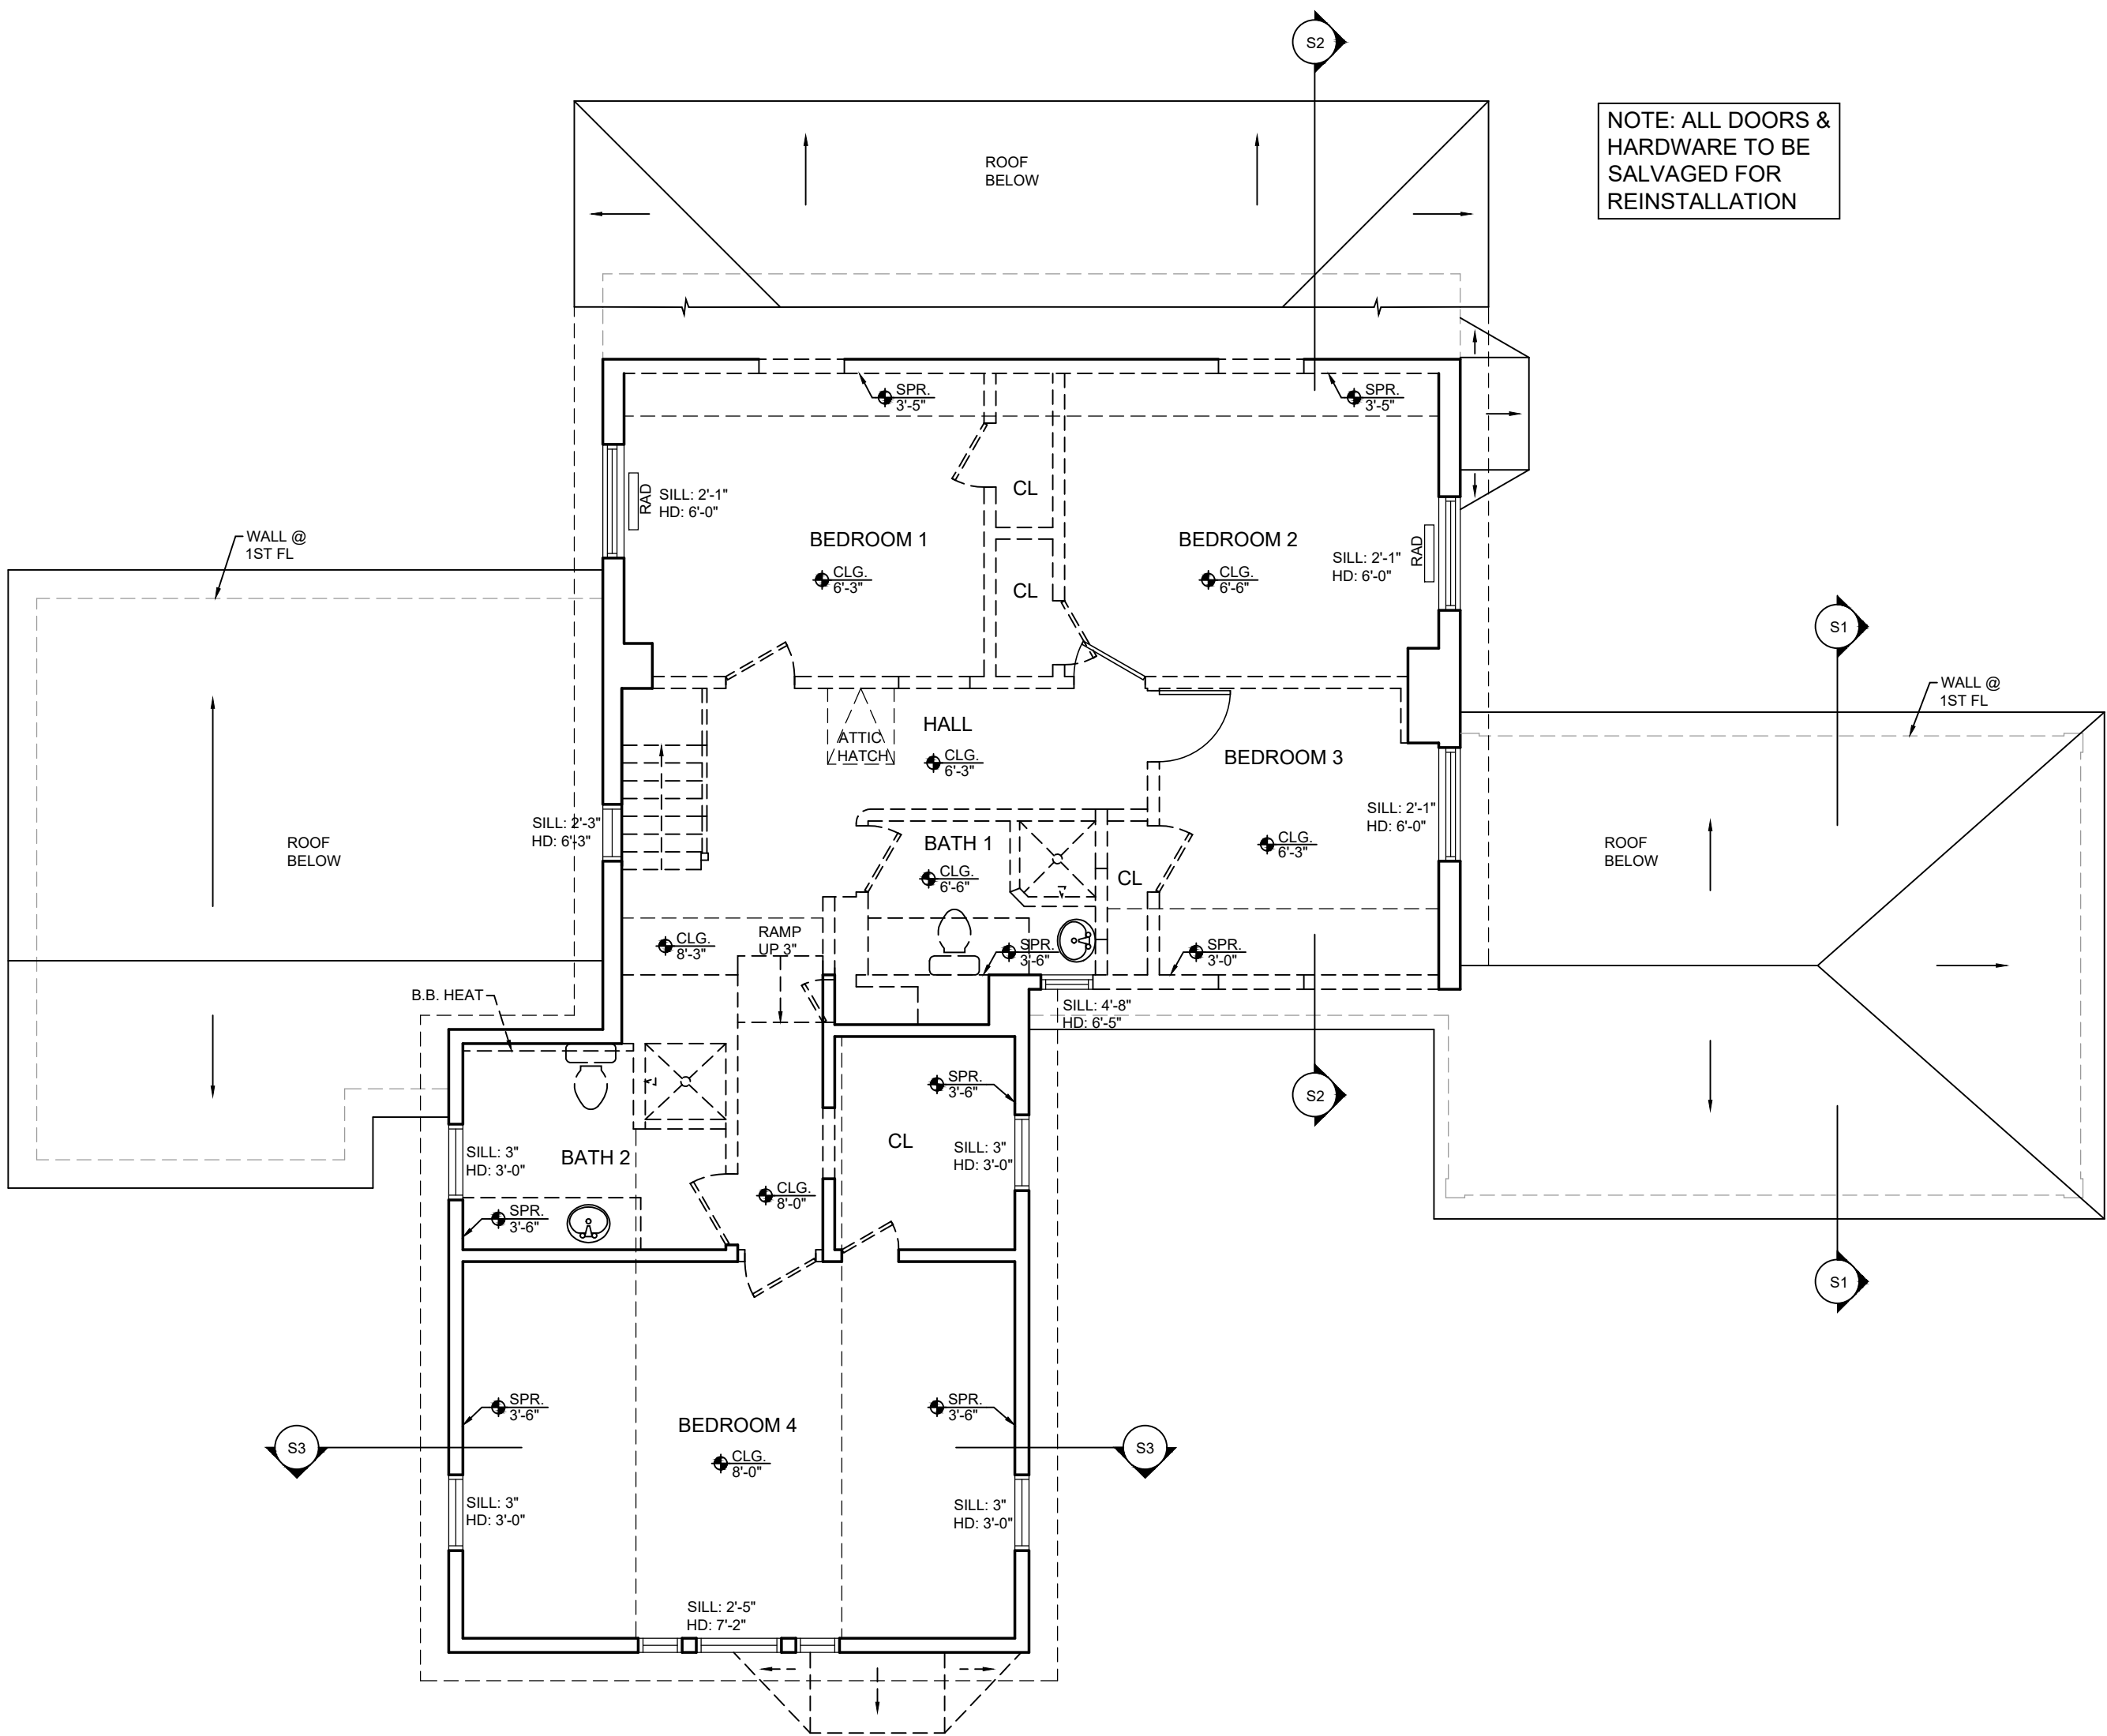 S2
NOTE: ALL DOORS &
HARDWARE TO BE
SALVAGED FOR
REINSTALLATION
ROOF
BELOW
SPR.
3'-5"
SPR.
3'-5"
RAD
SILL: 2'-1"
HD: 6'-0"
CL
WALL @
1ST FL
BEDROOM 1
CLG.
6'-3"
CL
BEDROOM 2
CLG.
6'-6"
SILL: 2'-1"
HD: 6'-0"
RAD
S1
WALL @
1ST FL
HALL
CLG.
6'-3"
ATTIC
HATCH
BEDROOM 3
SILL: 2'-1"
HD: 6'-0"
CLG.
6'-3"
SILL: 2'-3"
HD: 6'-3"
ROOF
BELOW
BATH 1
CLG.
6'-6"
CL
ROOF
BELOW
CLG.
8'-3"
RAMP
UP 3"
SPR.
3'-6"
SPR.
3'-0"
B.B. HEAT
SILL: 4'-8"
HD: 6'-5"
SPR.
3'-6"
S2
SILL: 3"
HD: 3'-0"
BATH 2
CL
SILL: 3"
HD: 3'-0"
CLG.
8'-0"
SPR.
3'-6"
S1
SPR.
3'-6"
SPR.
3'-6"
BEDROOM 4
CLG.
8'-0"
S3
S3
SILL: 3"
HD: 3'-0"
SILL: 3"
HD: 3'-0"
SILL: 2'-5"
HD: 7'-2"